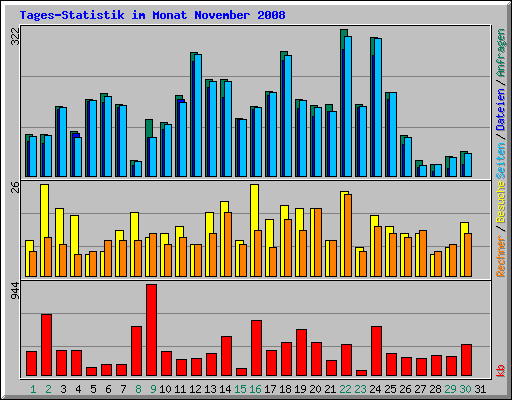 Tages-Statistik im Monat November 2008
322
26
944
Rechner / Besuche Seiten / Dateien / Anfragen
kb
1 2 3 4 5 6 7 8 9 10 11 12 13 14 15 16 17 18 19 20 21 22 23 24 25 26 27 28 29 30 31